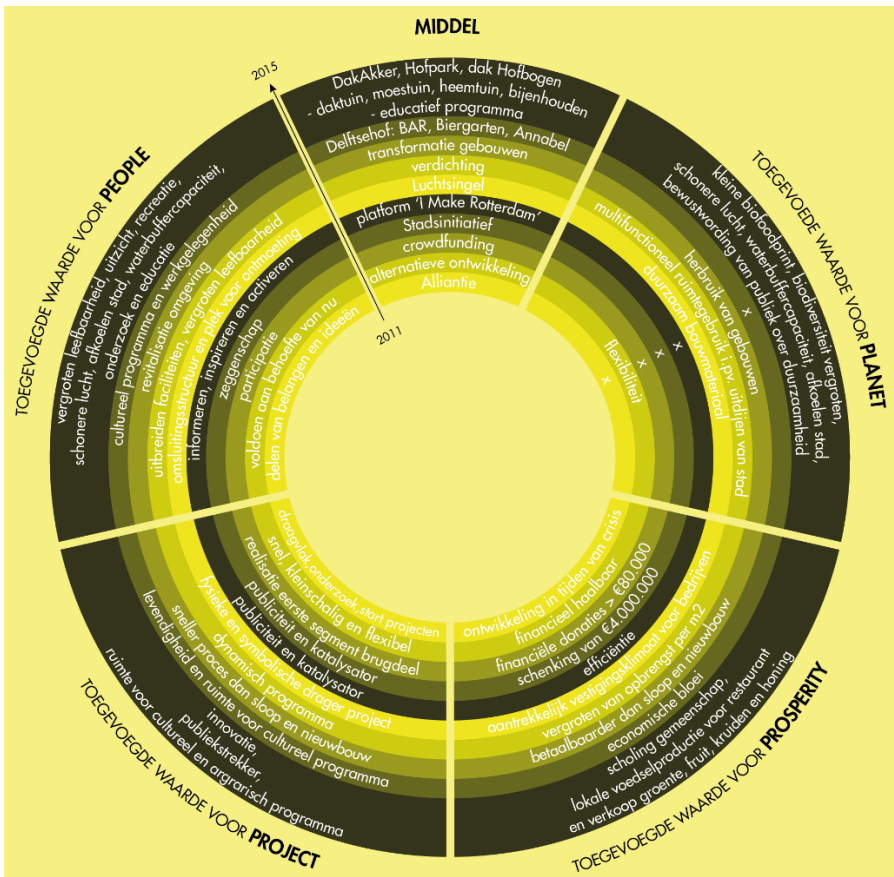 MIDDEL
2015
DakAkker, Hofpark, dak Hofbogen
- daktuin, moestuin, heemtuin, bijenhouden
- educatief programma
Delftsehof: BAR, Biergarten, Annabel
transformatie gebouwen
verdichting
Luchtsingel
platform ‘I Make Rotterdam’
Stadsinitiatief
crowdfunding
alternatieve ontwikkeling
Alliantie
2011
TOEGEVOEDE WAARDE VOOR PLANET
kleine biofoodprint, biodiversiteit vergroten,
schonere lucht, waterbuffercapaciteit, afkoelen stad,
bewustwording van publiek over duurzaamheid
x
herbruik van gebouwen
multifunctioneel ruimtegebruik i.pv. uitdijen van stad
duurzaam bouwmateriaal
x
x
x
flexibiliteit
x
TOEGEVOEGDE WAARDE VOOR PROSPERITY
ontwikkeling in tijden van crisis
financieel haalbaar
financiële donaties > €80.000
schenking van €4.000.000
efficiëntie
aantrekkelijk vestigingsklimaat voor bedrijven
vergroten van opbrengst per m2
betaalbaarder dan sloop en nieuwbouw
economische bloei
scholing gemeenschap,
lokale voedselproductie voor restaurant
en verkoop groente, fruit, kruiden en honing
TOEGEVOEGDE WAARDE VOOR PROJECT
draagvlak, onderzoek, start projecten
snel, kleinschalig en flexibel
realisatie eerste segment brugdeel
publiciteit en katalysator
publiciteit en katalysator
fysieke en symbolische drager project
dynamisch programma
sneller proces dan sloop en nieuwbouw
levendigheid en ruimte voor cultureel programma
innovatie,
publiekstrekker,
ruimte voor cultureel en argrarisch programma
TOEGEVOEGDE WAARDE VOOR PEOPLE
vergroten leefbaarheid, uitzicht, recreatie,
schonere lucht, afkoelen stad, waterbuffercapaciteit,
onderzoek en educatie
cultureel programma en werkgelegenheid
revitalisatie omgeving
uitbreiden faciliteiten, vergroten leefbaarheid
omsluitingsstructuur en plek voor ontmoeting
informeren, inspireren en activeren
zeggenschap
participatie
voldoen aan behoefte van nu
delen van belangen en ideeën